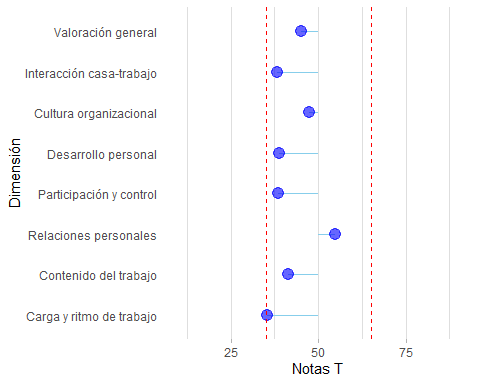 Valoración general
Interacción casa-trabajo
Cultura organizacional
Desarrollo personal
Participación y control
Relaciones personales
Contenido del trabajo
Carga y ritmo de trabajo
Dimensión
25 50 75
Notas T